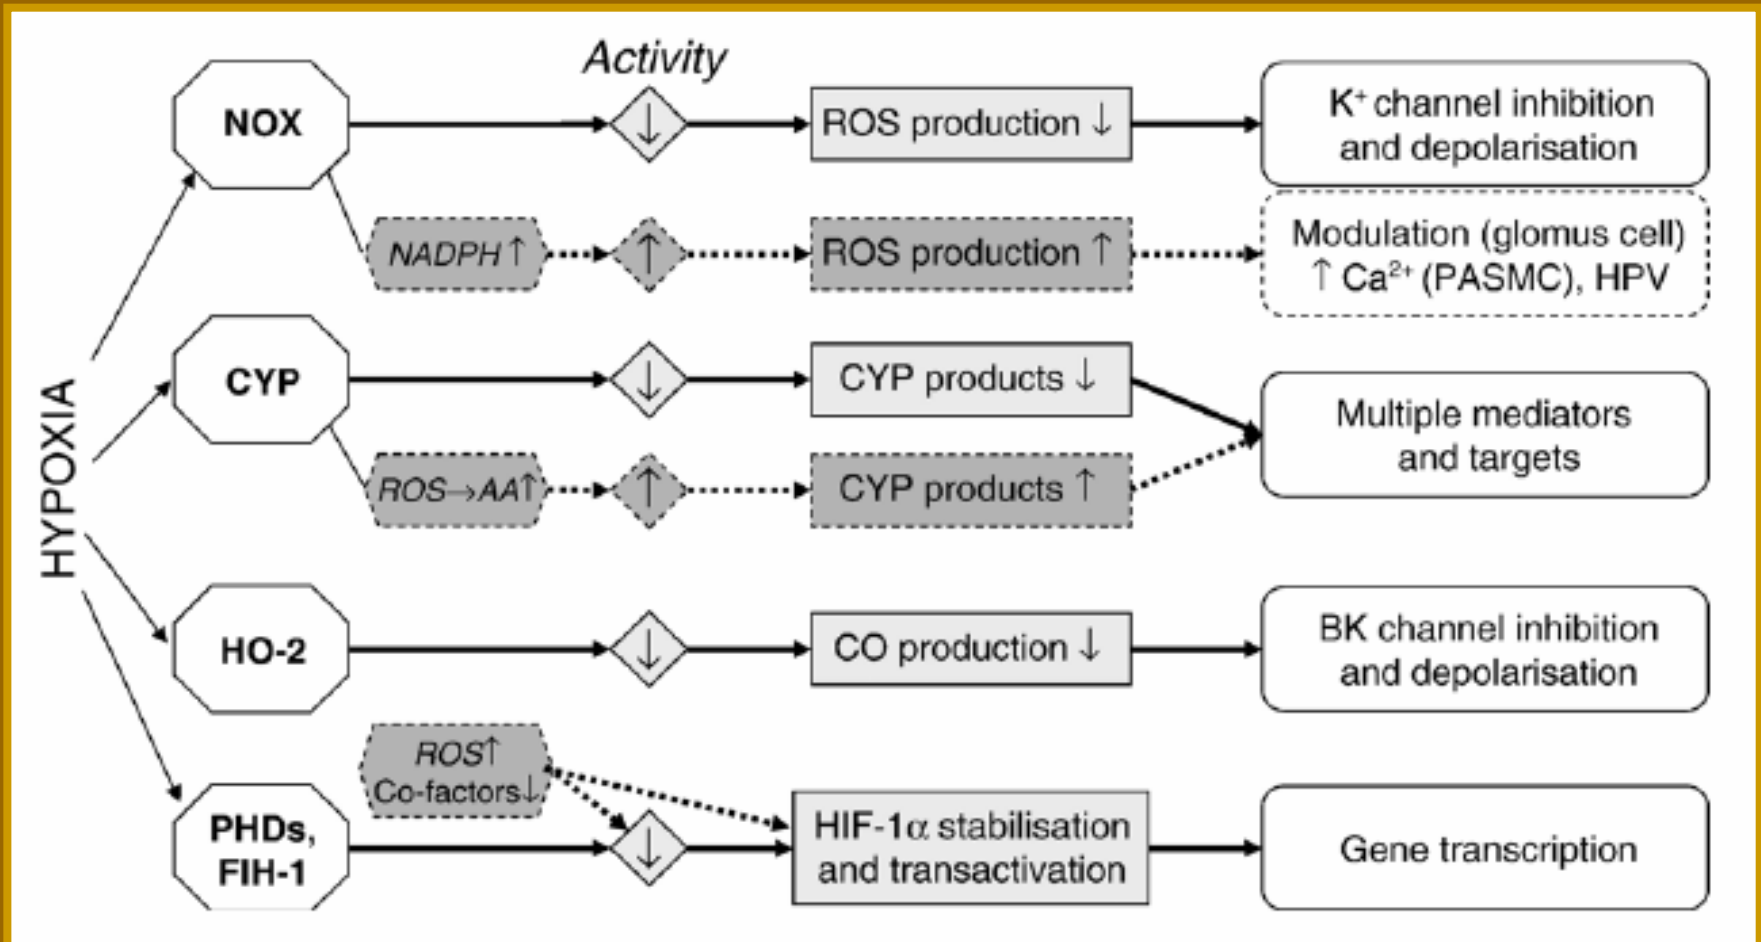 Activity
HYPOXIA
NOX
↓
ROS production ↓
K⁺ channel inhibition
and depolarisation
NADPH ↑
↑
ROS production ↑
Modulation (glomus cell)
↑ Ca²⁺ (PASMC), HPV
CYP
↓
CYP products ↓
Multiple mediators
and targets
ROS→AA↑
↑
CYP products ↑
HO-2
↓
CO production ↓
BK channel inhibition
and depolarisation
ROS↑
Co-factors↓
PHDs,
FIH-1
↓
HIF-1α stabilisation
and transactivation
Gene transcription